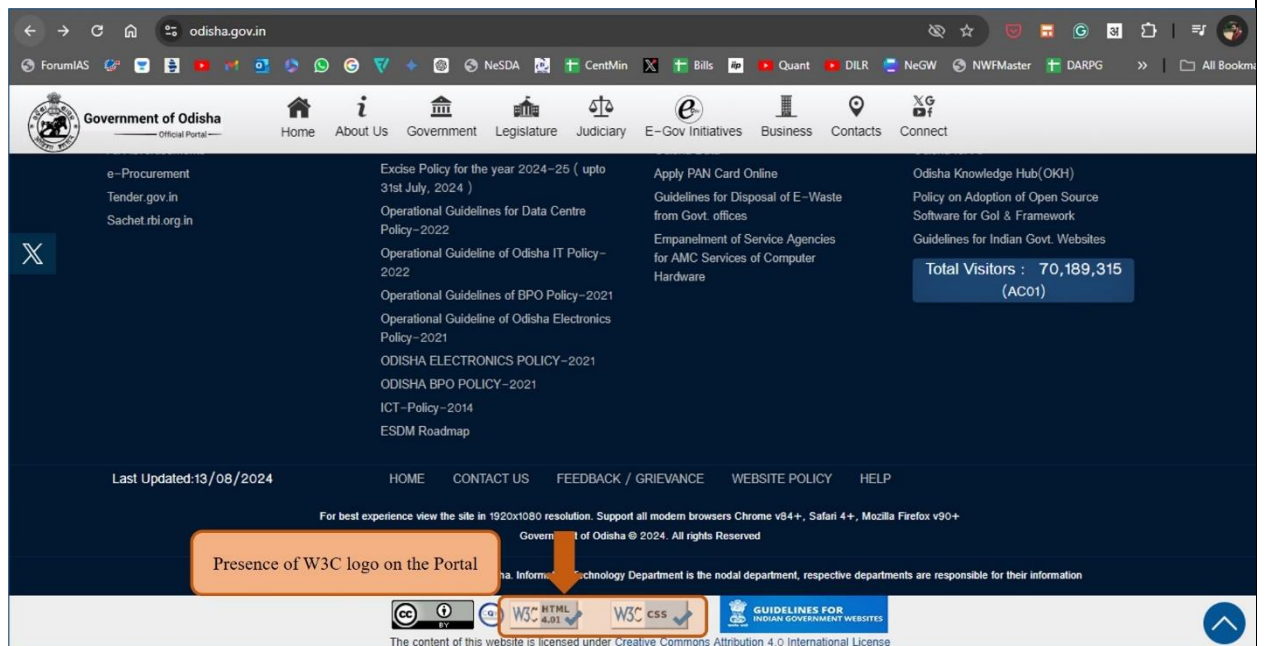 odisha.gov.in
ForumIAS
NeSDA
CentMin
Bills
Quant
DILR
NeGW
NWFMaster
DARPG
»
All Bookma
Government of Odisha
Official Portal
Home
About Us
Government
Legislature
Judiciary
E-Gov Initiatives
Business
Contacts
Connect
e-Procurement
Tender.gov.in
Sachet.rbi.org.in
Excise Policy for the year 2024-25 ( upto
31st July, 2024 )
Operational Guidelines for Data Centre
Policy-2022
Operational Guideline of Odisha IT Policy-
2022
Operational Guidelines of BPO Policy-2021
Operational Guideline of Odisha Electronics
Policy-2021
ODISHA ELECTRONICS POLICY-2021
ODISHA BPO POLICY-2021
ICT-Policy-2014
ESDM Roadmap
Apply PAN Card Online
Guidelines for Disposal of E-Waste
from Govt. offices
Empanelment of Service Agencies
for AMC Services of Computer
Hardware
Odisha Knowledge Hub(OKH)
Policy on Adoption of Open Source
Software for GoI & Framework
Guidelines for Indian Govt. Websites
Total Visitors : 70,189,315
(AC01)
Last Updated:13/08/2024
HOME CONTACT US FEEDBACK / GRIEVANCE WEBSITE POLICY HELP
For best experience view the site in 1920x1080 resolution. Support all modern browsers Chrome v84+, Safari 4+, Mozilla Firefox v90+
Government of Odisha © 2024. All rights Reserved
Presence of W3C logo on the Portal
Department is the nodal department, respective departments are responsible for their information
cc BY
W3C HTML 4.01
W3C CSS
GUIDELINES FOR
INDIAN GOVERNMENT WEBSITES
The content of this website is licensed under Creative Commons Attribution 4.0 International License